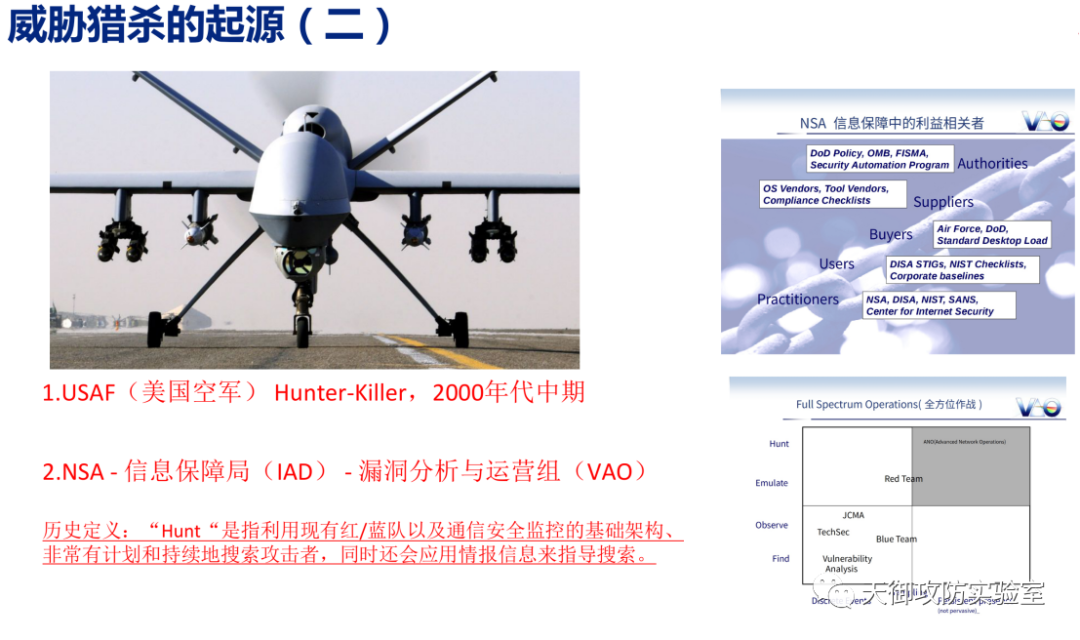 威胁猎杀的起源（二）
NSA 信息保障中的利益相关者
VAO
DoD Policy, OMB, FISMA,
Security Automation Program
Authorities
OS Vendors, Tool Vendors,
Compliance Checklists
Suppliers
Buyers
Air Force, DoD,
Standard Desktop Load
Users
DISA STIGs, NIST Checklists,
Corporate baselines
Practitioners
NSA, DISA, NIST, SANS,
Center for Internet Security
1.USAF（美国空军） Hunter-Killer，2000年代中期
2.NSA - 信息保障局（IAD） - 漏洞分析与运营组（VAO）
历史定义：“Hunt“是指利用现有红/蓝队以及通信安全监控的基础架构、
非常有计划和持续地搜索攻击者，同时还会应用情报信息来指导搜索。
Full Spectrum Operations( 全方位作战 )
VAO
Hunt
ANO(Advanced Network Operations)
Emulate
Red Team
Observe
JCMA
TechSec
Blue Team
Find
Vulnerability
Analysis
(not pervasive)
天御攻防实验室